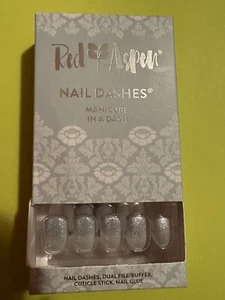 Red Aspen®
NAIL DASHES®
MANICURE
IN A DASH
NAIL DASHES, DUAL FILE/BUFFER,
CUTICLE STICK, NAIL GLUE